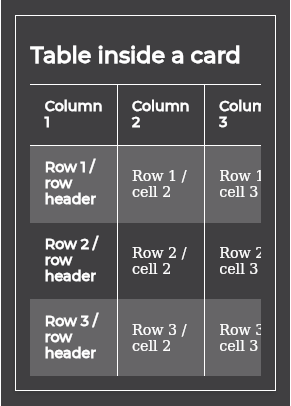 Table inside a card
Column 1 Column 2 Colum 3
Row 1 / row header Row 1 / cell 2 Row 1 cell 3
Row 2 / row header Row 2 / cell 2 Row 2 cell 3
Row 3 / row header Row 3 / cell 2 Row 3 cell 3